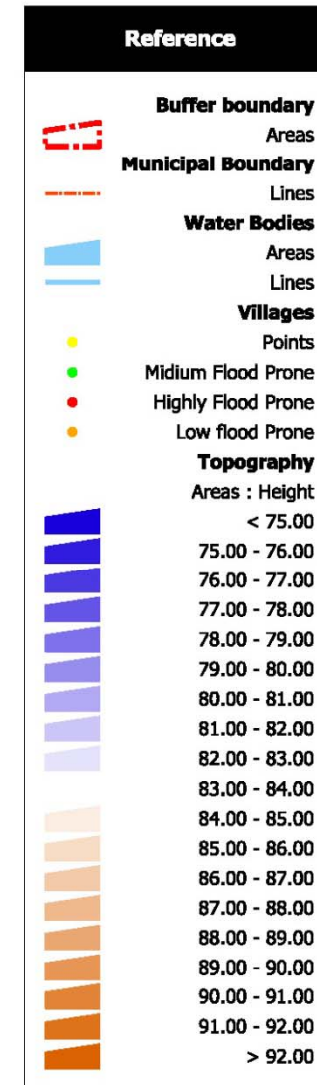 Reference
Buffer boundary
Areas
Municipal Boundary
Lines
Water Bodies
Areas
Lines
Villages
Points
Midium Flood Prone
Highly Flood Prone
Low flood Prone
Topography
Areas : Height
< 75.00
75.00 - 76.00
76.00 - 77.00
77.00 - 78.00
78.00 - 79.00
79.00 - 80.00
80.00 - 81.00
81.00 - 82.00
82.00 - 83.00
83.00 - 84.00
84.00 - 85.00
85.00 - 86.00
86.00 - 87.00
87.00 - 88.00
88.00 - 89.00
89.00 - 90.00
90.00 - 91.00
91.00 - 92.00
> 92.00